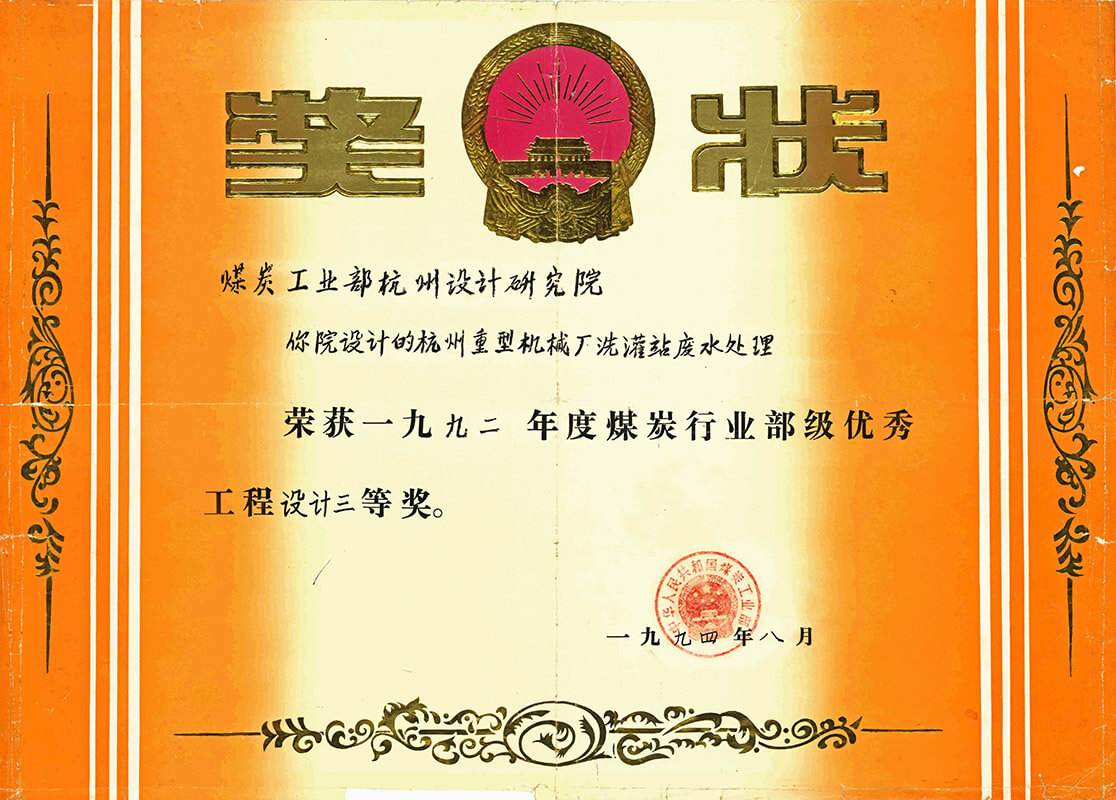 奖状
煤炭工业部杭州设计研究院
你院设计的杭州重型机械厂洗灌站废水处理
荣获一九九二年度煤炭行业部级优秀
工程设计三等奖。
中华人民共和国煤炭工业部
一九九四年八月